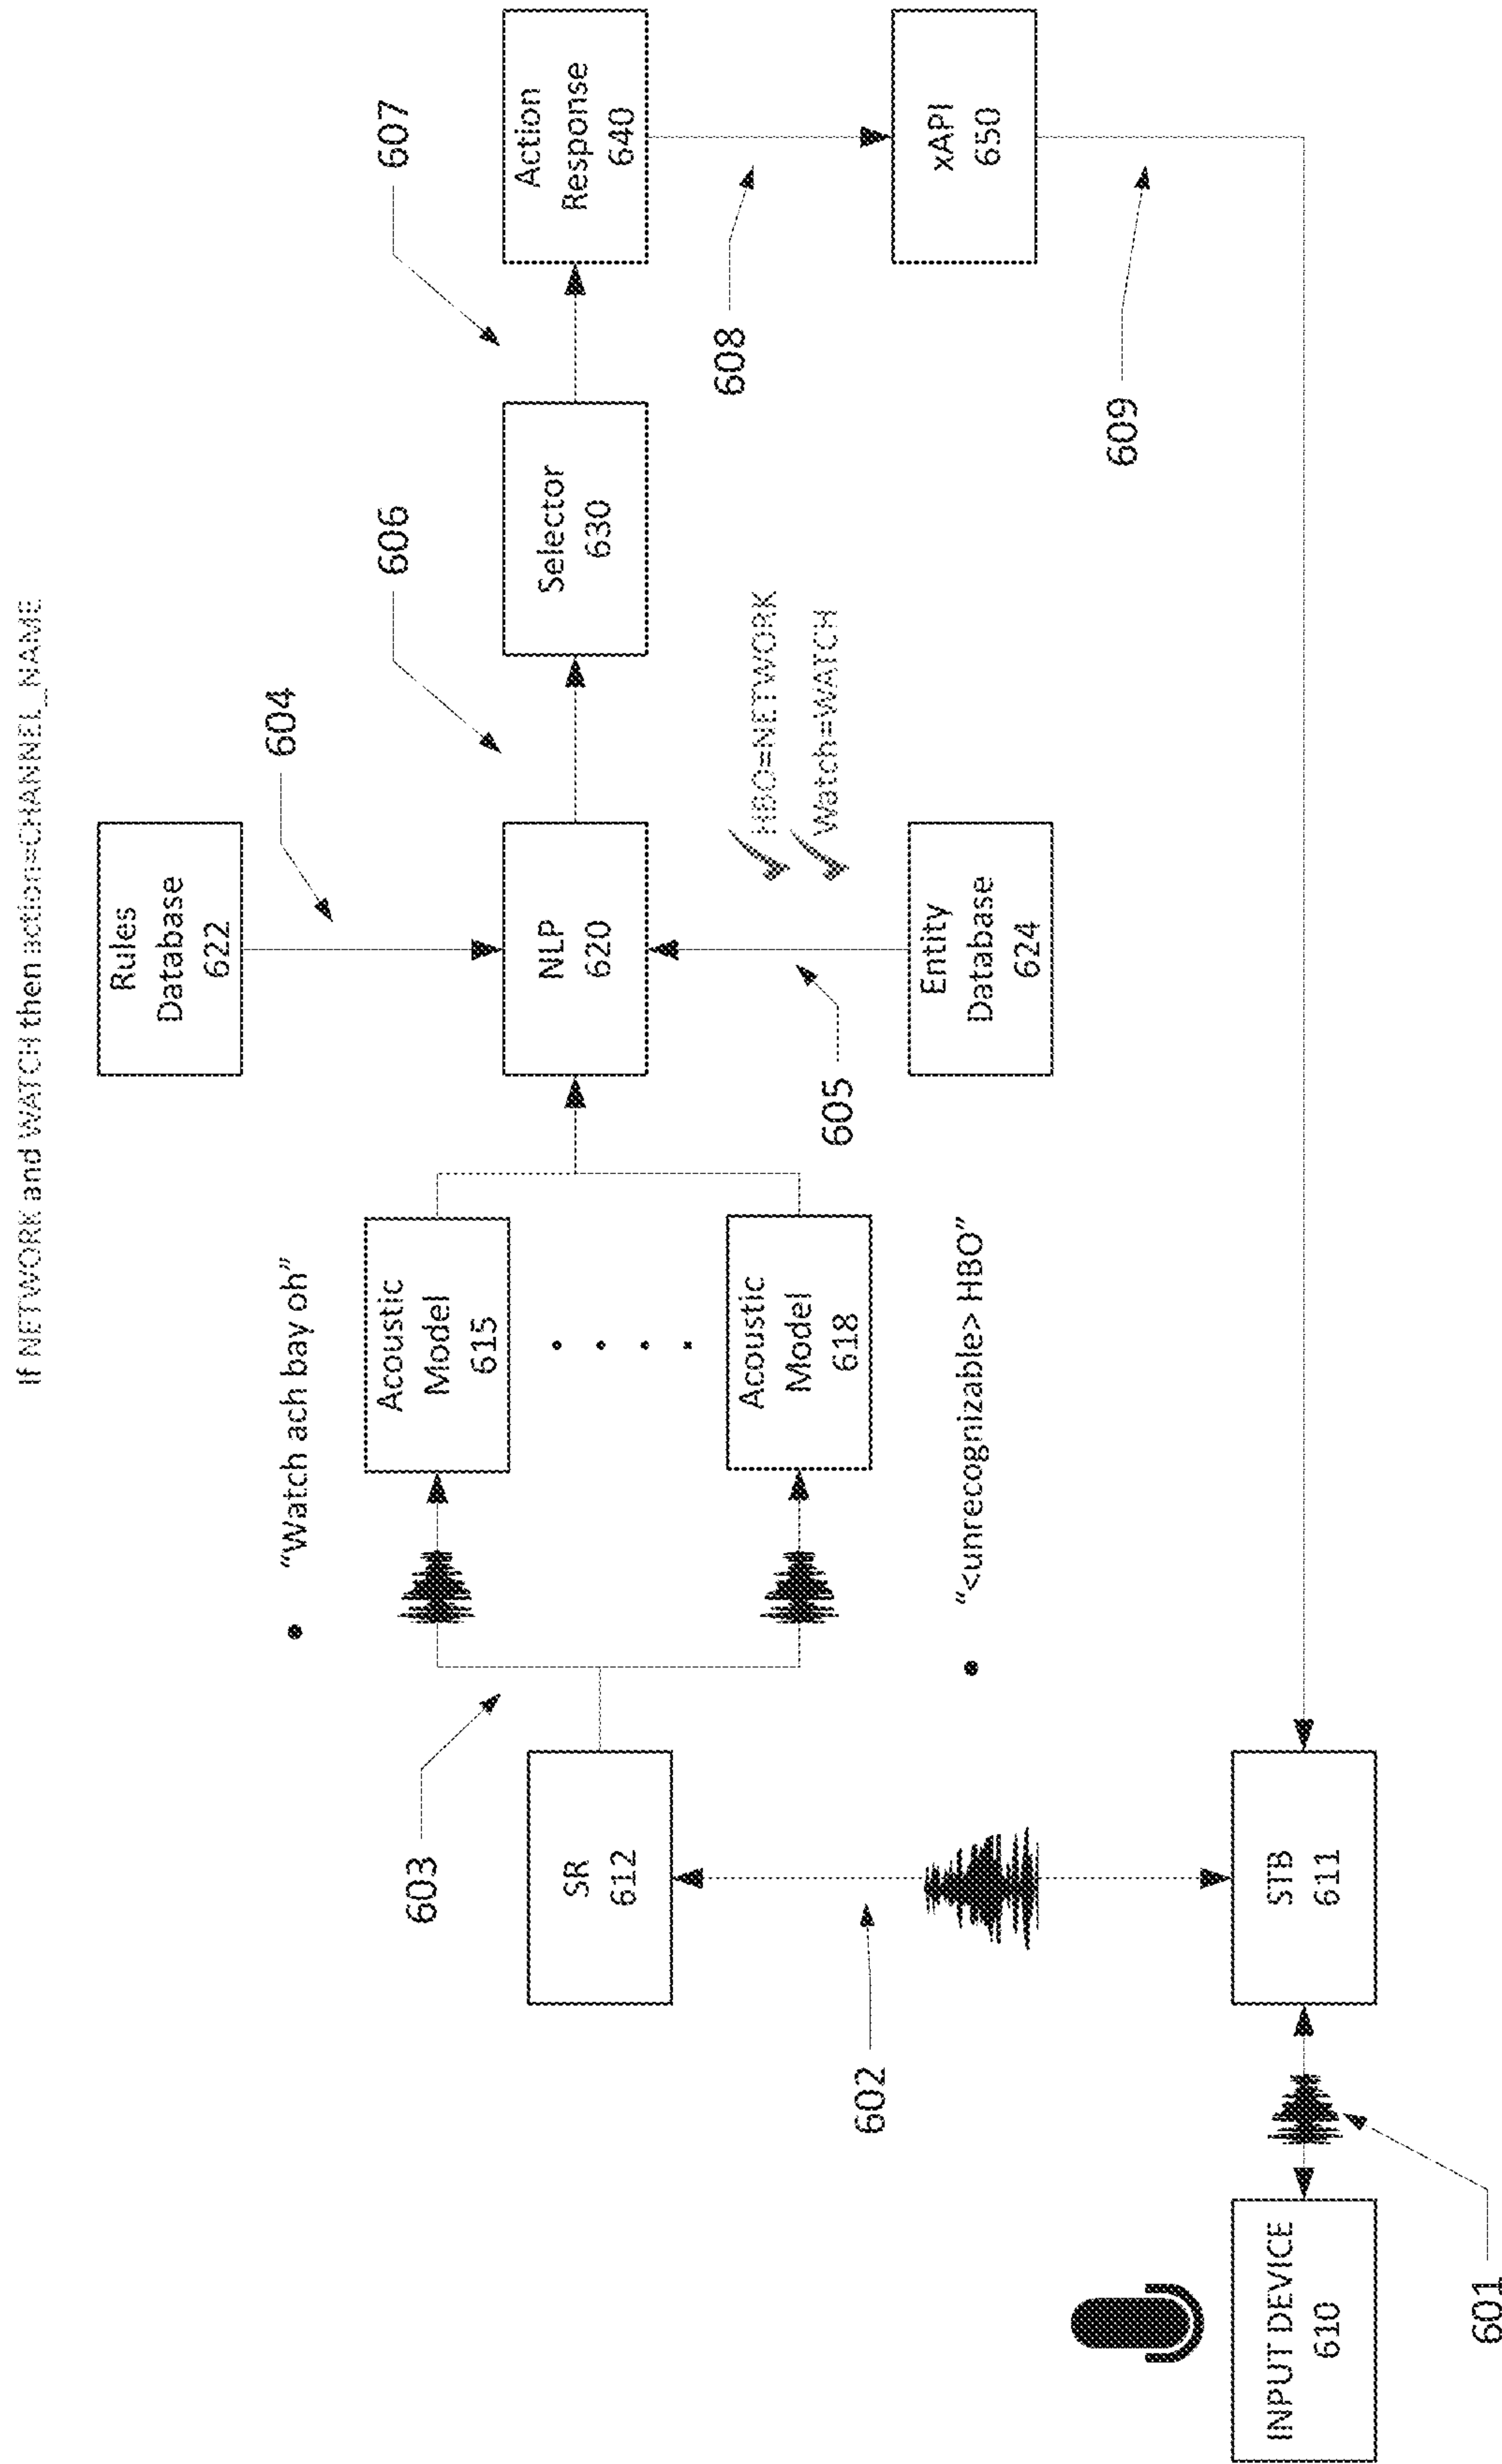 If NETWORK and WATCH then action=CHANNEL_NAME
Rules
Database
622
604
606
607
• "Watch ach bay oh"
Acoustic
Model
615
603
SR
612
NLP
620
Selector
630
Action
Response
640
HBO=NETWORK
Watch=WATCH
608
Acoustic
Model
618
605
Entity
Database
624
xAPI
650
602
• "<unrecognizable> HBO"
609
INPUT DEVICE
610
STB
611
601